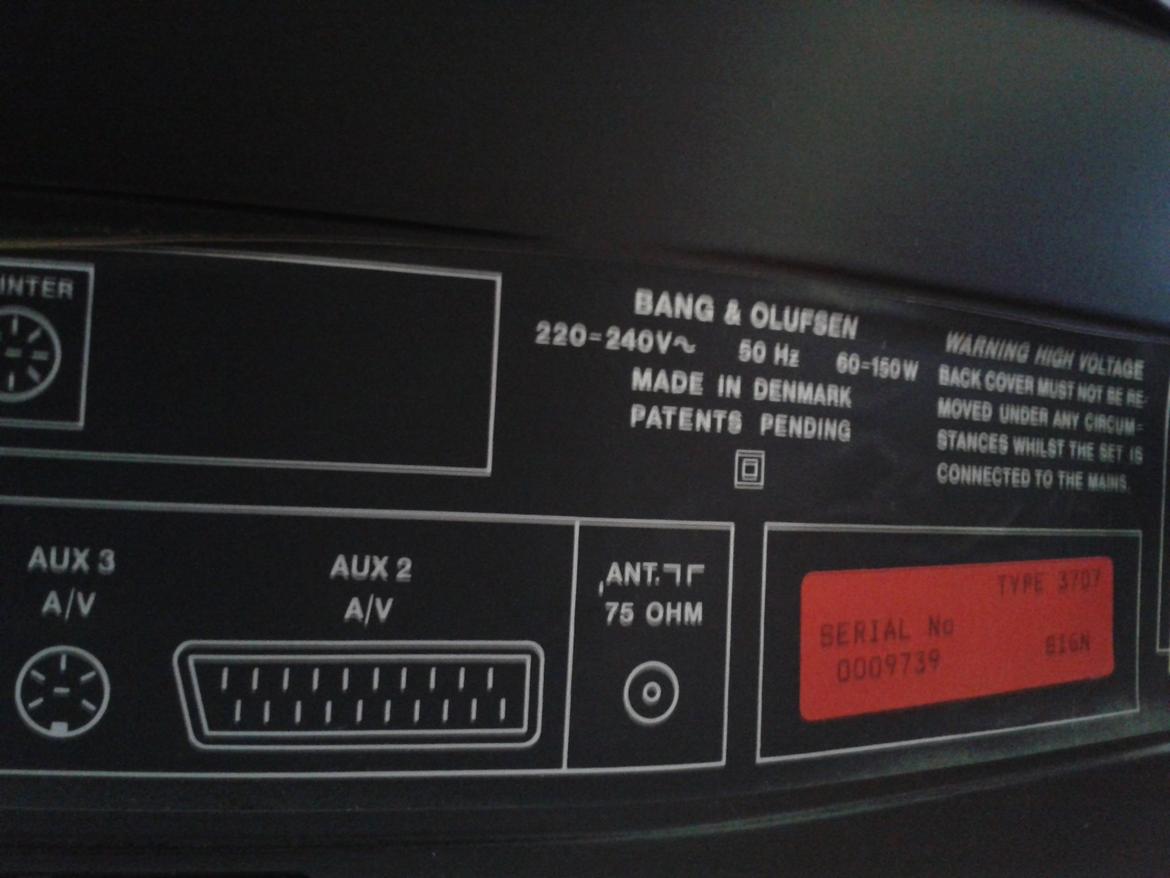 INTER
BANG & OLUFSEN
220-240V~ 50 Hz 60-150W
MADE IN DENMARK
PATENTS PENDING
WARNING HIGH VOLTAGE
BACK COVER MUST NOT BE RE-
MOVED UNDER ANY CIRCUM-
STANCES WHILST THE SET IS
CONNECTED TO THE MAINS.
AUX 3
A/V
AUX 2
A/V
ANT.
75 OHM
TYPE 3707
SERIAL No
0009739